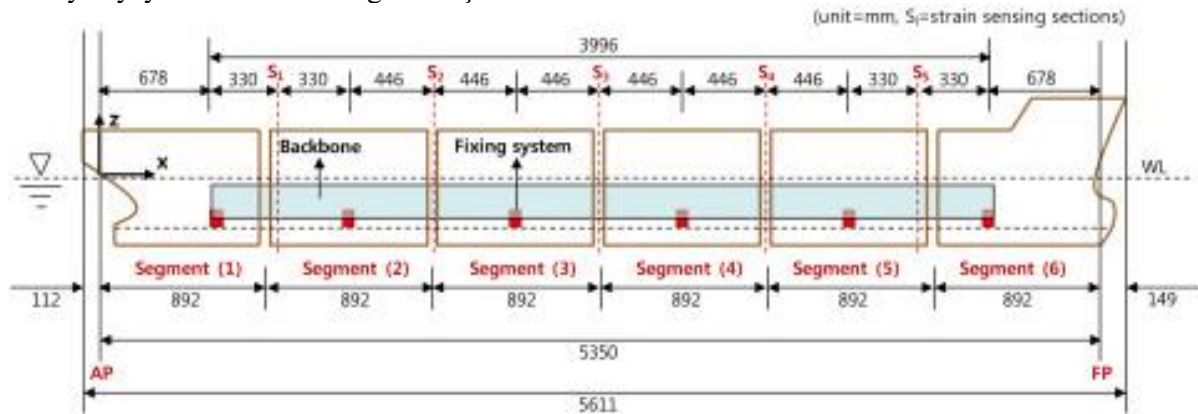 (unit=mm, Si=strain sensing sections)
3996
678 330 S1 330 446 S2 446 446 S3 446 446 S4 446 330 S5 330 678
z
Backbone Fixing system
x
WL
Segment (1) Segment (2) Segment (3) Segment (4) Segment (5) Segment (6)
112 892 892 892 892 892 892 149
5350
AP FP
5611